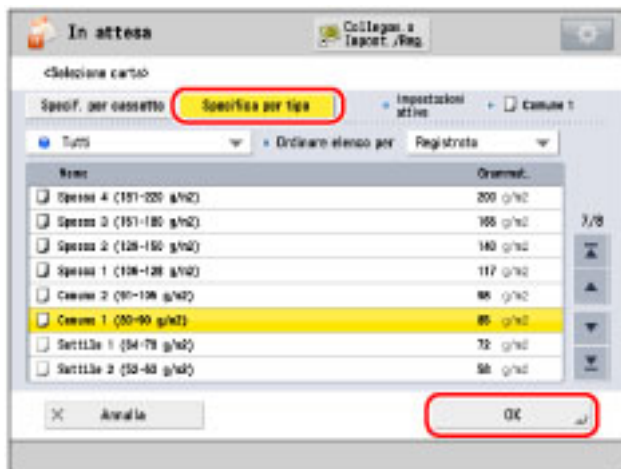 In attesa
Collegam. a
Impost./Reg.
<Selezione carta>
Specif. per cassetto
Specifica per tipo
Impostazioni
attive
Comune 1
Tutti
Ordinare elenco per
Registrato
Nome
Grammat.
Spesso 4 (181-220 g/m2) 200 g/m2
Spesso 3 (151-180 g/m2) 166 g/m2
Spesso 2 (129-150 g/m2) 140 g/m2
Spesso 1 (106-128 g/m2) 117 g/m2
Comune 2 (91-105 g/m2) 98 g/m2
Comune 1 (80-90 g/m2) 85 g/m2
Sottile 1 (64-79 g/m2) 72 g/m2
Sottile 2 (52-63 g/m2) 58 g/m2
7/8
Annulla
OK